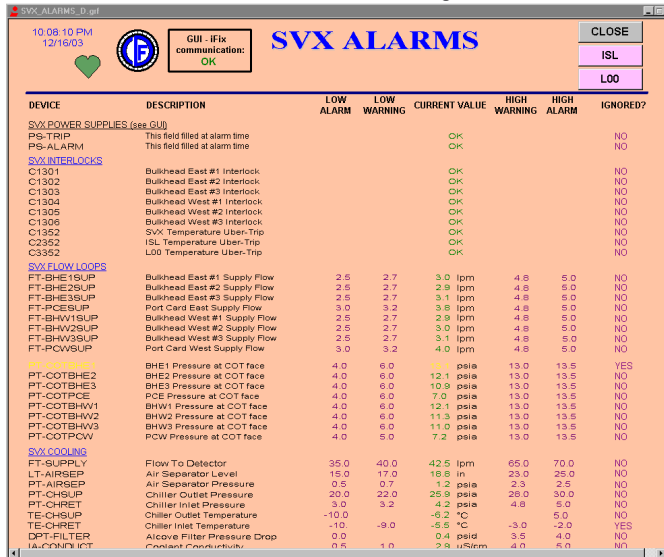 SVX_ALARMS_D.gif
10:08:10 PM
12/16/03
GUI - iFix
communication:
OK
SVX ALARMS
CLOSE
ISL
L00
DEVICE DESCRIPTION LOW ALARM LOW WARNING CURRENT VALUE HIGH WARNING HIGH ALARM IGNORED?
SVX POWER SUPPLIES (see GUI)
PS-TRIP This field filled at alarm time OK NO
PS-ALARM This field filled at alarm time OK NO
SVX INTERLOCKS
C1301 Bulkhead East #1 Interlock OK NO
C1302 Bulkhead East #2 Interlock OK NO
C1303 Bulkhead East #3 Interlock OK NO
C1304 Bulkhead West #1 Interlock OK NO
C1305 Bulkhead West #2 Interlock OK NO
C1306 Bulkhead West #3 Interlock OK NO
C1352 SVX Temperature Uber-Trip OK NO
C2352 ISL Temperature Uber-Trip OK NO
C3352 L00 Temperature Uber-Trip OK NO
SVX FLOW LOOPS
FT-BHE1SUP Bulkhead East #1 Supply Flow 2.5 2.7 3.0 lpm 4.8 5.0 NO
FT-BHE2SUP Bulkhead East #2 Supply Flow 2.5 2.7 2.9 lpm 4.8 5.0 NO
FT-BHE3SUP Bulkhead East #3 Supply Flow 2.5 2.7 3.1 lpm 4.8 5.0 NO
FT-PCESUP Port Card East Supply Flow 3.0 3.2 3.8 lpm 4.8 5.0 NO
FT-BHW1SUP Bulkhead West #1 Supply Flow 2.5 2.7 2.9 lpm 4.8 5.0 NO
FT-BHW2SUP Bulkhead West #2 Supply Flow 2.5 2.7 3.0 lpm 4.8 5.0 NO
FT-BHW3SUP Bulkhead West #3 Supply Flow 2.5 2.7 3.1 lpm 4.8 5.0 NO
FT-PCWSUP Port Card West Supply Flow 3.0 3.2 4.0 lpm 4.8 5.0 NO
PT-COTBHE1 BHE1 Pressure at COT face 4.0 6.0 psia 13.0 13.5 YES
PT-COTBHE2 BHE2 Pressure at COT face 4.0 6.0 12.1 psia 13.0 13.5 NO
PT-COTBHE3 BHE3 Pressure at COT face 4.0 6.0 10.9 psia 13.0 13.5 NO
PT-COTPCE PCE Pressure at COT face 4.0 6.0 7.0 psia 13.0 13.5 NO
PT-COTBHW1 BHW1 Pressure at COT face 4.0 6.0 12.1 psia 13.0 13.5 NO
PT-COTBHW2 BHW2 Pressure at COT face 4.0 6.0 11.3 psia 13.0 13.5 NO
PT-COTBHW3 BHW3 Pressure at COT face 4.0 6.0 11.0 psia 13.0 13.5 NO
PT-COTPCW PCW Pressure at COT face 4.0 5.0 7.2 psia 13.0 13.5 NO
SVX COOLING
FT-SUPPLY Flow To Detector 35.0 40.0 42.5 lpm 65.0 70.0 NO
LT-AIRSEP Air Separator Level 15.0 17.0 18.8 in 23.0 25.0 NO
PT-AIRSEP Air Separator Pressure 0.5 0.7 1.2 psia 2.3 2.5 NO
PT-CHSUP Chiller Outlet Pressure 20.0 22.0 25.9 psia 28.0 30.0 NO
PT-CHRET Chiller Inlet Pressure 3.0 3.2 4.2 psia 4.8 5.0 NO
TE-CHSUP Chiller Outlet Temperature -10.0 -6.2 °C 5.0 NO
TE-CHRET Chiller Inlet Temperature -10. -9.0 -5.5 °C -3.0 -2.0 YES
DPT-FILTER Alcove Filter Pressure Drop 0.0 0.4 psid 3.5 4.0 NO
IA-CONDUCT Coolant Conductivity 0.5 1.0 2.9 uS/cm 4.0 5.0 NO